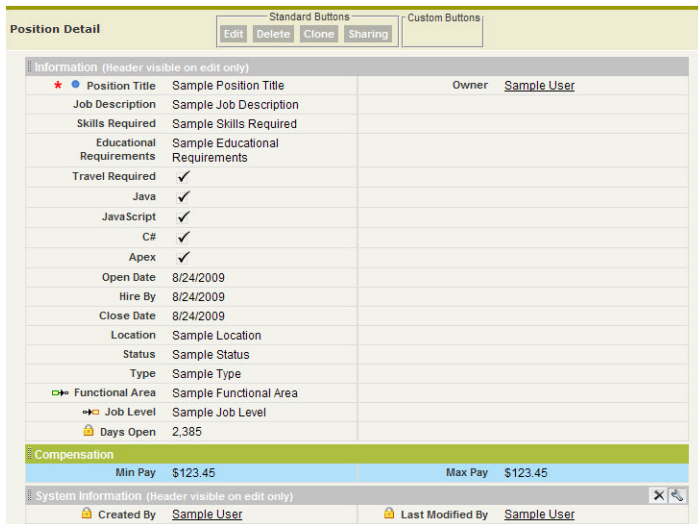 Position Detail
Standard Buttons
Edit Delete Clone Sharing
Custom Buttons
Information (Header visible on edit only)
* Position Title Sample Position Title Owner Sample User
Job Description Sample Job Description
Skills Required Sample Skills Required
Educational Requirements Sample Educational Requirements
Travel Required ✓
Java ✓
JavaScript ✓
C# ✓
Apex ✓
Open Date 8/24/2009
Hire By 8/24/2009
Close Date 8/24/2009
Location Sample Location
Status Sample Status
Type Sample Type
Functional Area Sample Functional Area
Job Level Sample Job Level
Days Open 2,385
Compensation
Min Pay $123.45 Max Pay $123.45
System Information (Header visible on edit only)
Created By Sample User Last Modified By Sample User